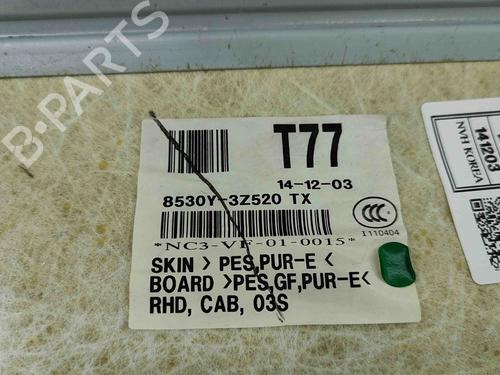 B-PARTS
T77
14-12-03
8530Y-3Z520 TX
1110404
*NC3-VF-01-0015*
SKIN > PES,PUR-E <
BOARD >PES,GF,PUR-E<
RHD, CAB, 03S
141203
NVH KOREA